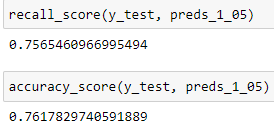 recall_score(y_test, preds_1_05)
0.7565460966995494
accuracy_score(y_test, preds_1_05)
0.7617829740591889